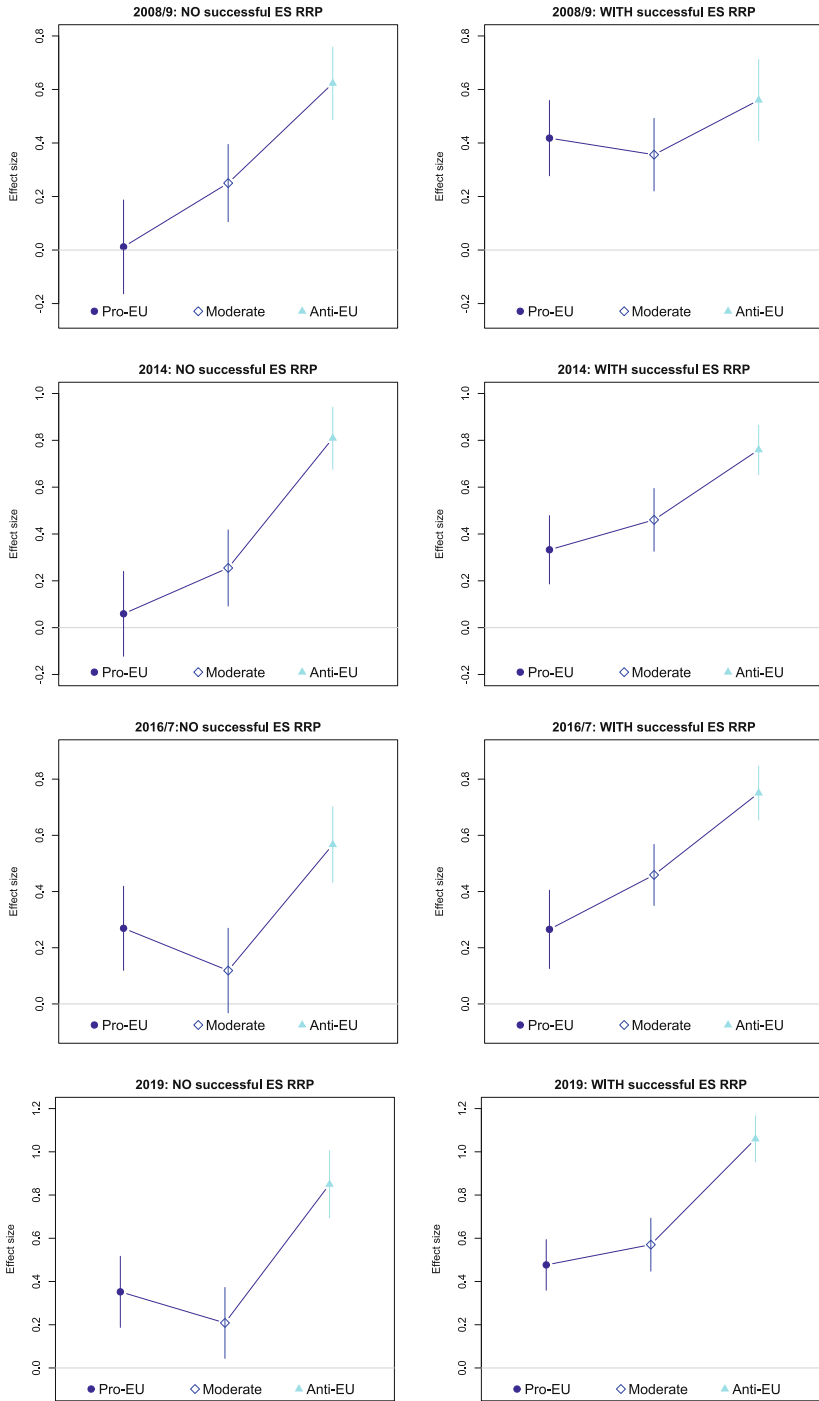 2008/9: NO successful ES RRP
Effect size
0.8
0.6
0.4
0.2
0.0
-0.2
Pro-EU Moderate Anti-EU
2008/9: WITH successful ES RRP
Effect size
0.8
0.6
0.4
0.2
0.0
-0.2
Pro-EU Moderate Anti-EU
2014: NO successful ES RRP
Effect size
1.0
0.8
0.6
0.4
0.2
0.0
-0.2
Pro-EU Moderate Anti-EU
2014: WITH successful ES RRP
Effect size
1.0
0.8
0.6
0.4
0.2
0.0
-0.2
Pro-EU Moderate Anti-EU
2016/7:NO successful ES RRP
Effect size
0.8
0.6
0.4
0.2
0.0
Pro-EU Moderate Anti-EU
2016/7: WITH successful ES RRP
Effect size
0.8
0.6
0.4
0.2
0.0
Pro-EU Moderate Anti-EU
2019: NO successful ES RRP
Effect size
1.2
1.0
0.8
0.6
0.4
0.2
0.0
Pro-EU Moderate Anti-EU
2019: WITH successful ES RRP
Effect size
1.2
1.0
0.8
0.6
0.4
0.2
0.0
Pro-EU Moderate Anti-EU